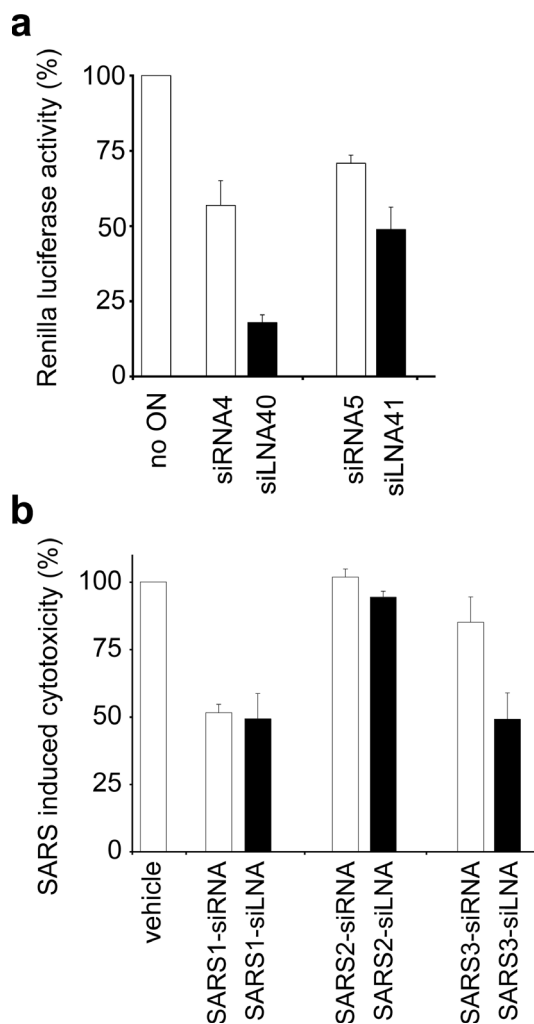 a
Renilla luciferase activity (%)
100
75
50
25
0
no ON
siRNA4
siLNA40
siRNA5
siLNA41
b
SARS induced cytotoxicity (%)
100
75
50
25
0
vehicle
SARS1-siRNA
SARS1-siLNA
SARS2-siRNA
SARS2-siLNA
SARS3-siRNA
SARS3-siLNA